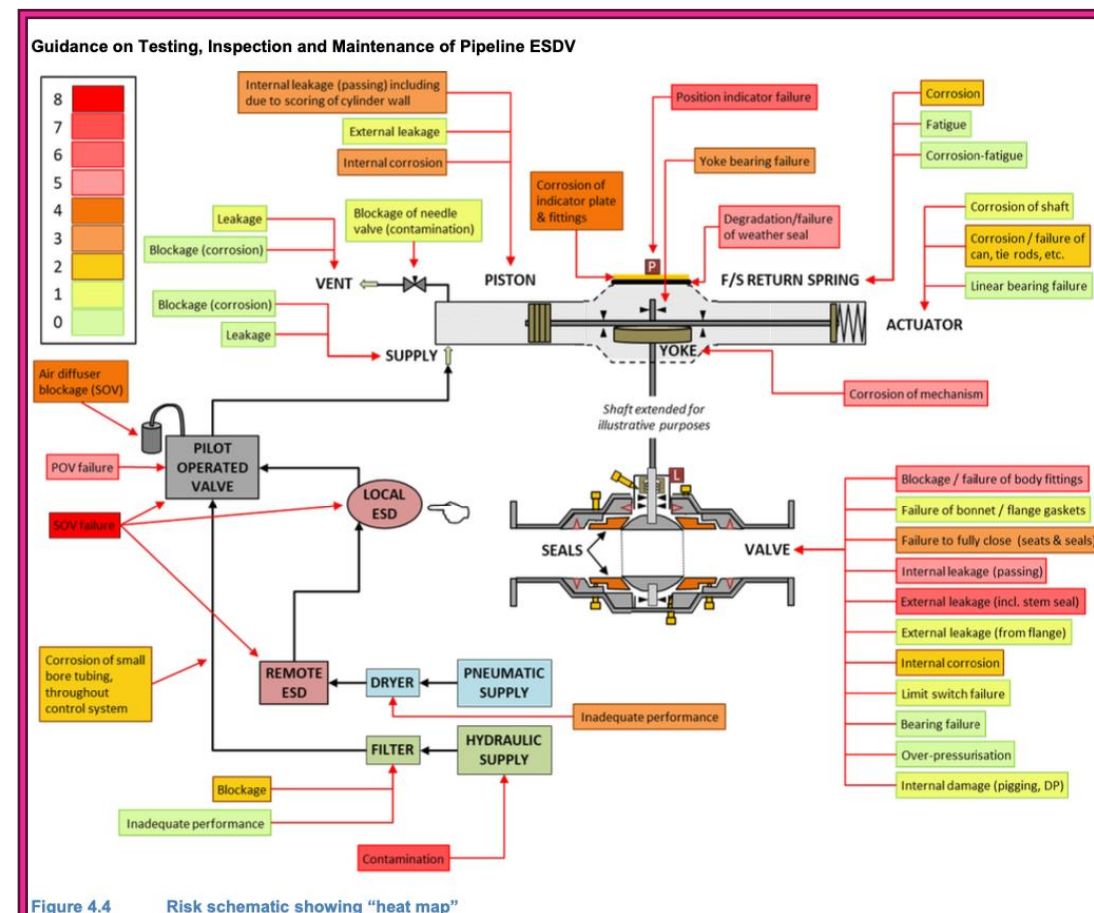 Guidance on Testing, Inspection and Maintenance of Pipeline ESDV
8
7
6
5
4
3
2
1
0
Internal leakage (passing) including
due to scoring of cylinder wall
External leakage
Internal corrosion
Position indicator failure
Corrosion
Fatigue
Corrosion-fatigue
Yoke bearing failure
Corrosion of
indicator plate
& fittings
Degradation/failure
of weather seal
Leakage
Blockage (corrosion)
Blockage of needle
valve (contamination)
Corrosion of shaft
Corrosion / failure of
can, tie rods, etc.
Linear bearing failure
VENT
PISTON
P
F/S RETURN SPRING
ACTUATOR
Blockage (corrosion)
Leakage
SUPPLY
YOKE
Air diffuser
blockage (SOV)
Corrosion of mechanism
Shaft extended for
illustrative purposes
PILOT
OPERATED
VALVE
POV failure
SOV failure
LOCAL
ESD
L
SEALS
VALVE
Blockage / failure of body fittings
Failure of bonnet / flange gaskets
Failure to fully close (seats & seals)
Internal leakage (passing)
External leakage (incl. stem seal)
External leakage (from flange)
Internal corrosion
Limit switch failure
Bearing failure
Over-pressurisation
Internal damage (pigging, DP)
Corrosion of small
bore tubing,
throughout
control system
REMOTE
ESD
DRYER
PNEUMATIC
SUPPLY
Inadequate performance
FILTER
HYDRAULIC
SUPPLY
Blockage
Inadequate performance
Contamination
Figure 4.4 Risk schematic showing “heat map”